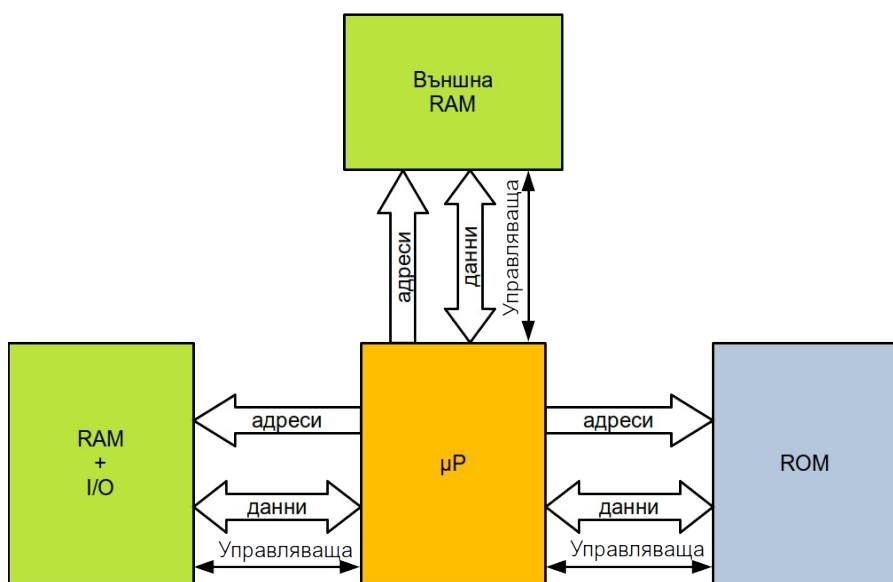 Външна
RAM
адреси
данни
Управляваща
RAM
+
I/O
адреси
данни
Управляваща
µP
адреси
данни
Управляваща
ROM